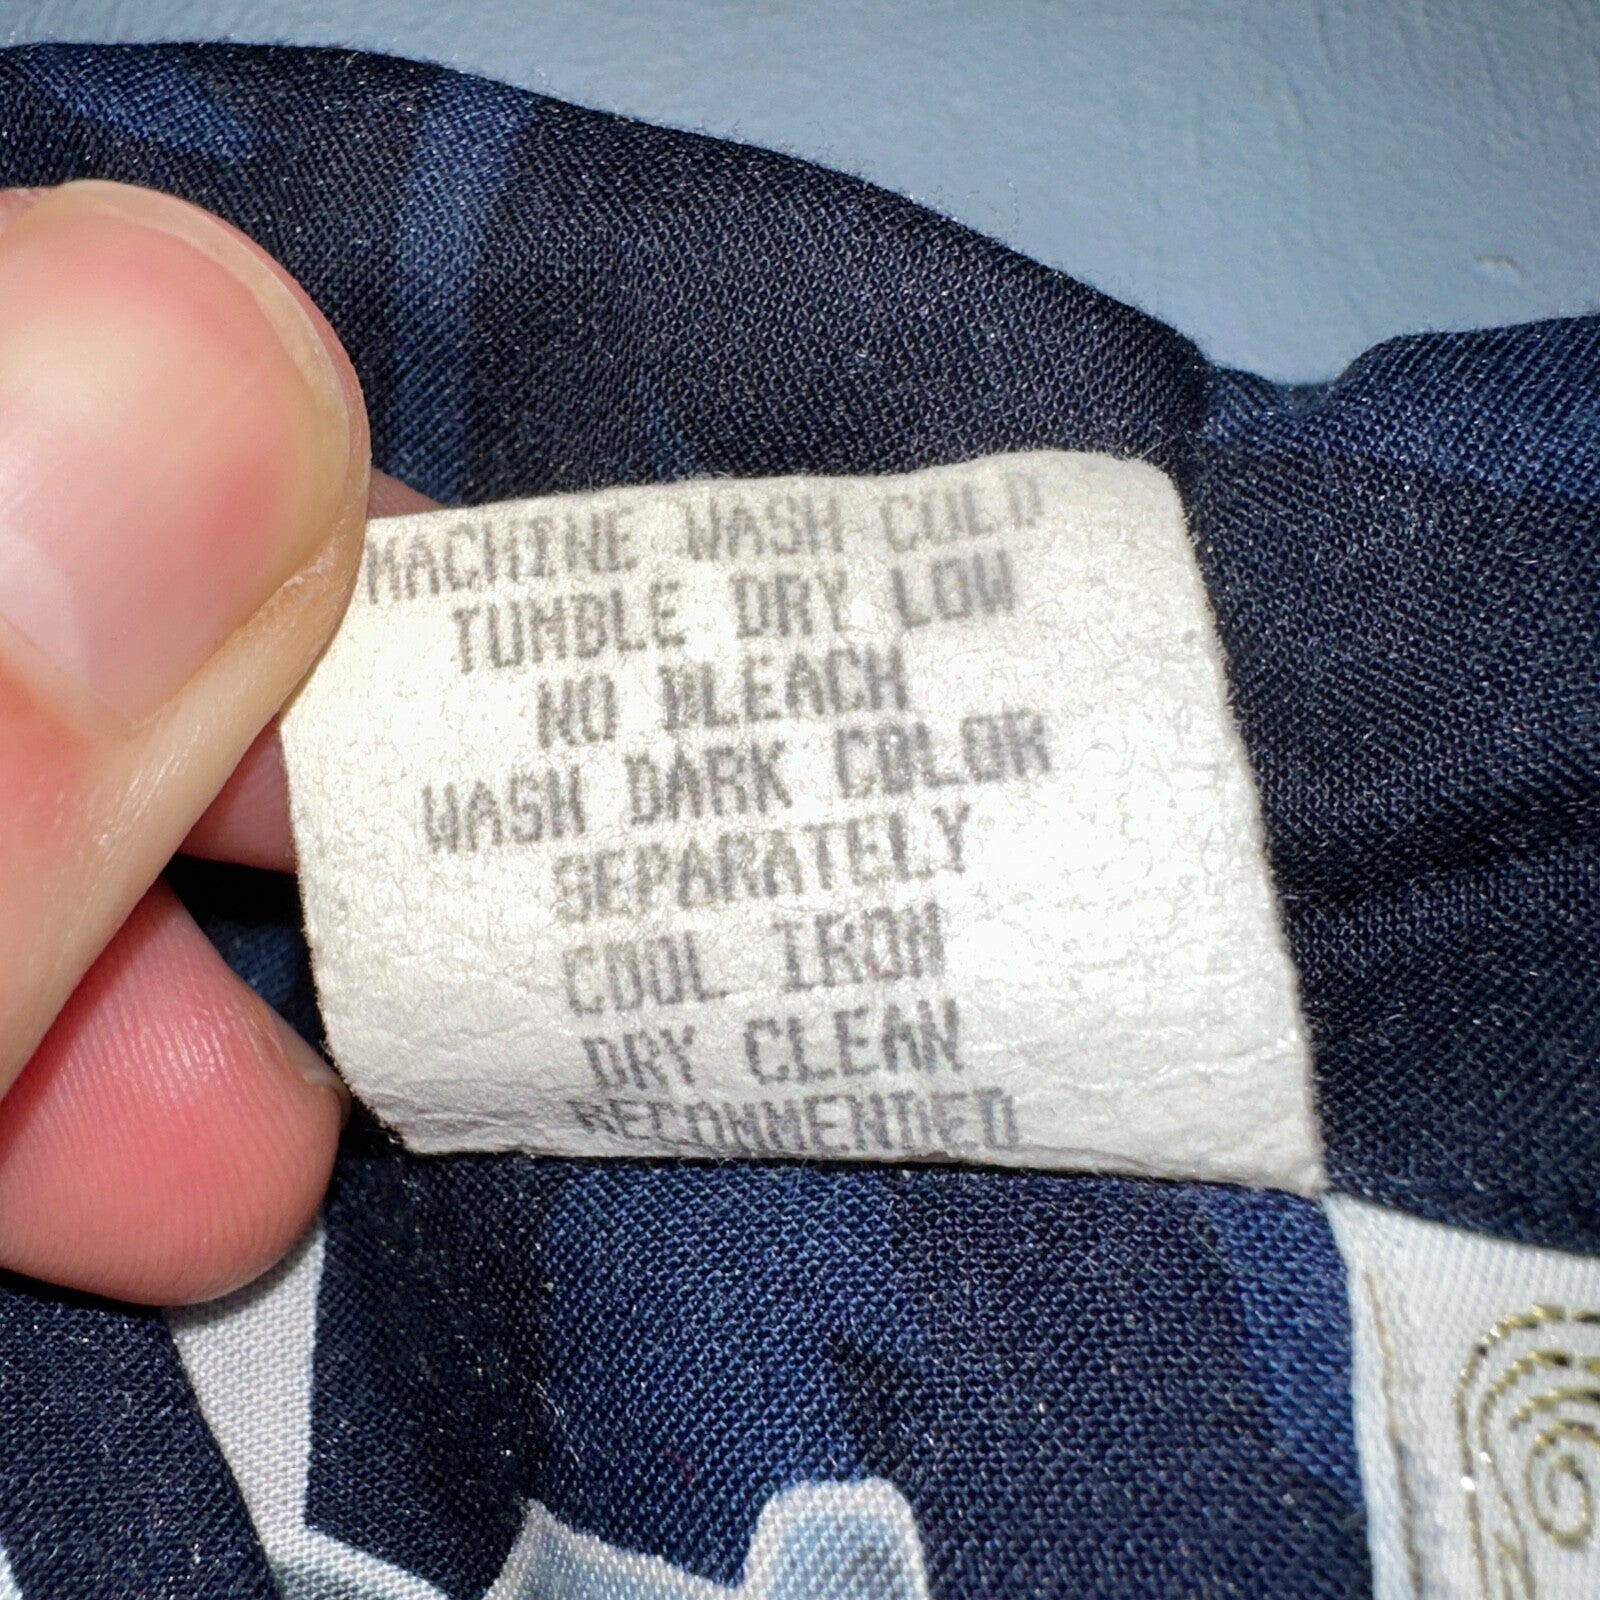 MACHINE WASH COLD
TUMBLE DRY LOW
NO BLEACH
WASH DARK COLOR
SEPARATELY
COOL IRON
DRY CLEAN
RECOMMENDED